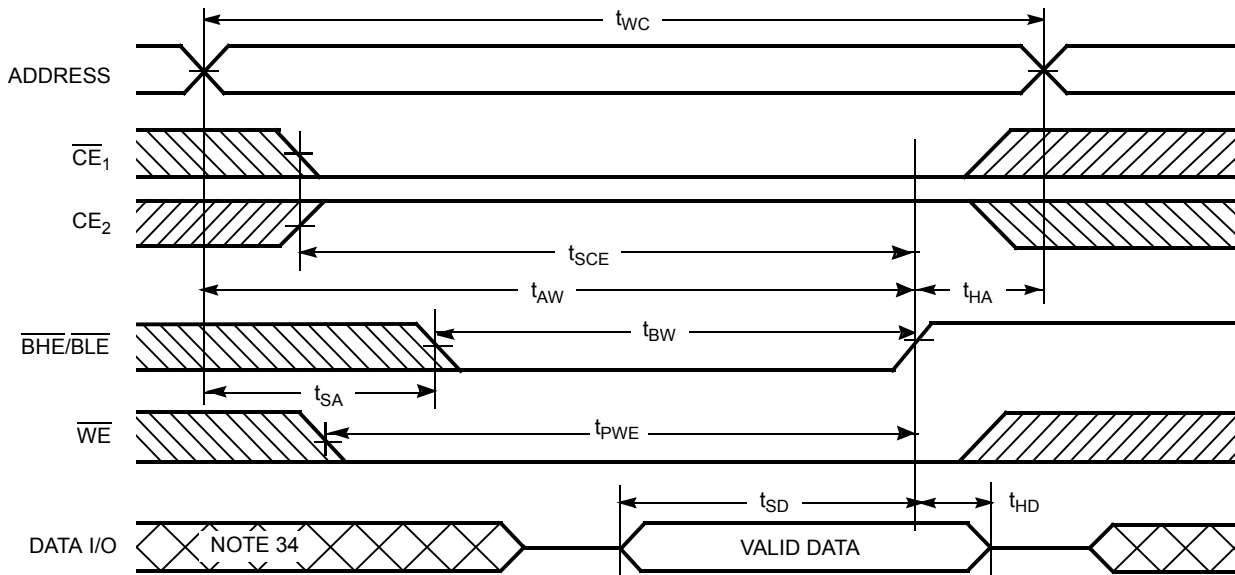 tWC
ADDRESS
CE1
CE2
tSCE
tAW
tHA
BHE/BLE
tBW
tSA
WE
tPWE
tSD
tHD
DATA I/O
NOTE 34
VALID DATA